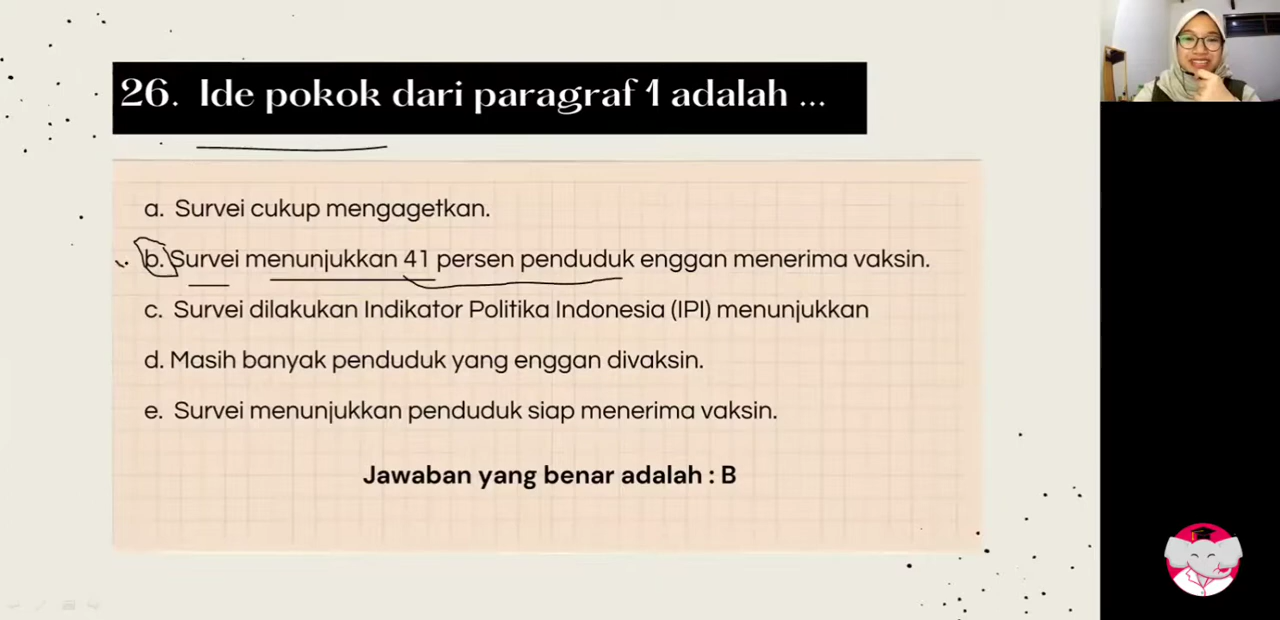 26. Ide pokok dari paragraf 1 adalah ...
a. Survei cukup mengagetkan.
b. Survei menunjukkan 41 persen penduduk enggan menerima vaksin.
c. Survei dilakukan Indikator Politika Indonesia (IPI) menunjukkan
d. Masih banyak penduduk yang enggan divaksin.
e. Survei menunjukkan penduduk siap menerima vaksin.
Jawaban yang benar adalah : B